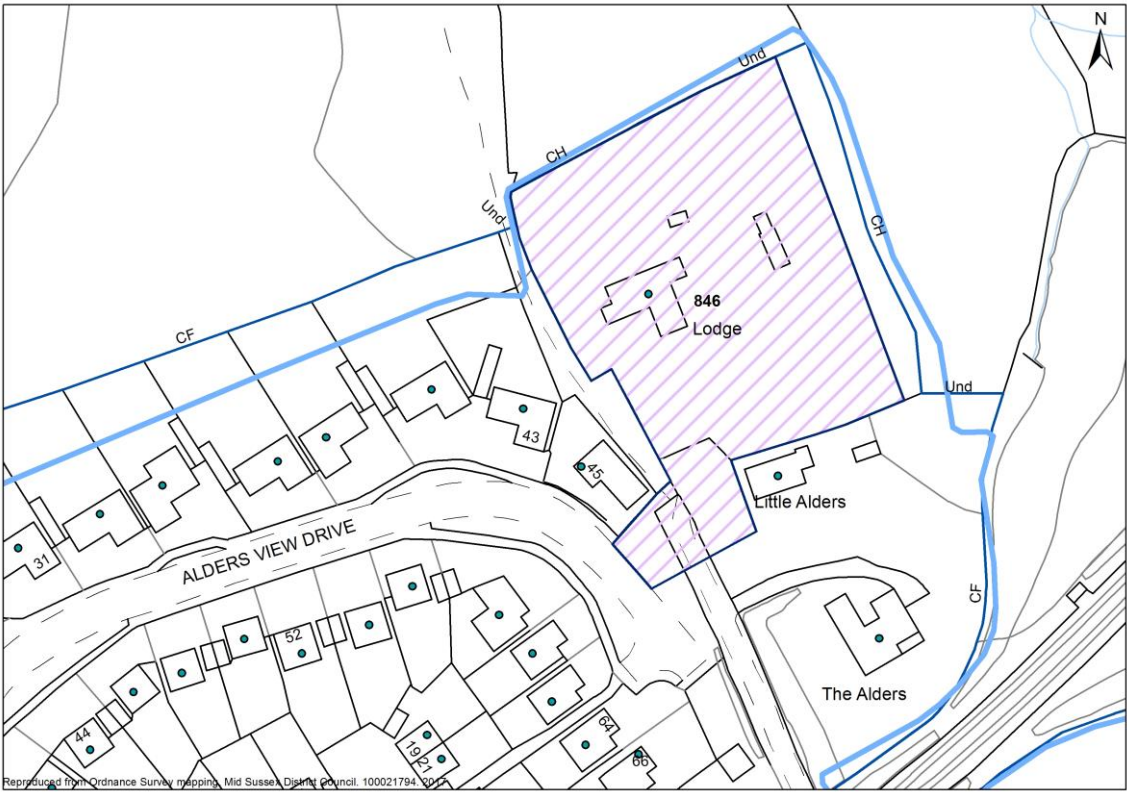 N
Und
CH
Und
CH
CF
846
Lodge
Und
43
45
Little Alders
ALDERS VIEW DRIVE
31
CF
52
The Alders
44
64
19
21
66
Reproduced from Ordnance Survey mapping, Mid Sussex District Council. 100021794. 2017